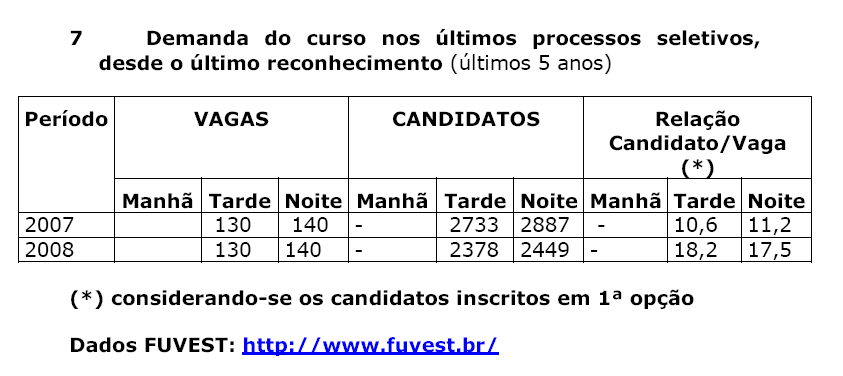 7 Demanda do curso nos últimos processos seletivos,
desde o último reconhecimento (últimos 5 anos)
Período VAGAS CANDIDATOS Relação
Candidato/Vaga
(*)
Manhã Tarde Noite Manhã Tarde Noite Manhã Tarde Noite
2007 130 140 - 2733 2887 - 10,6 11,2
2008 130 140 - 2378 2449 - 18,2 17,5
(*) considerando-se os candidatos inscritos em 1ª opção
Dados FUVEST: http://www.fuvest.br/